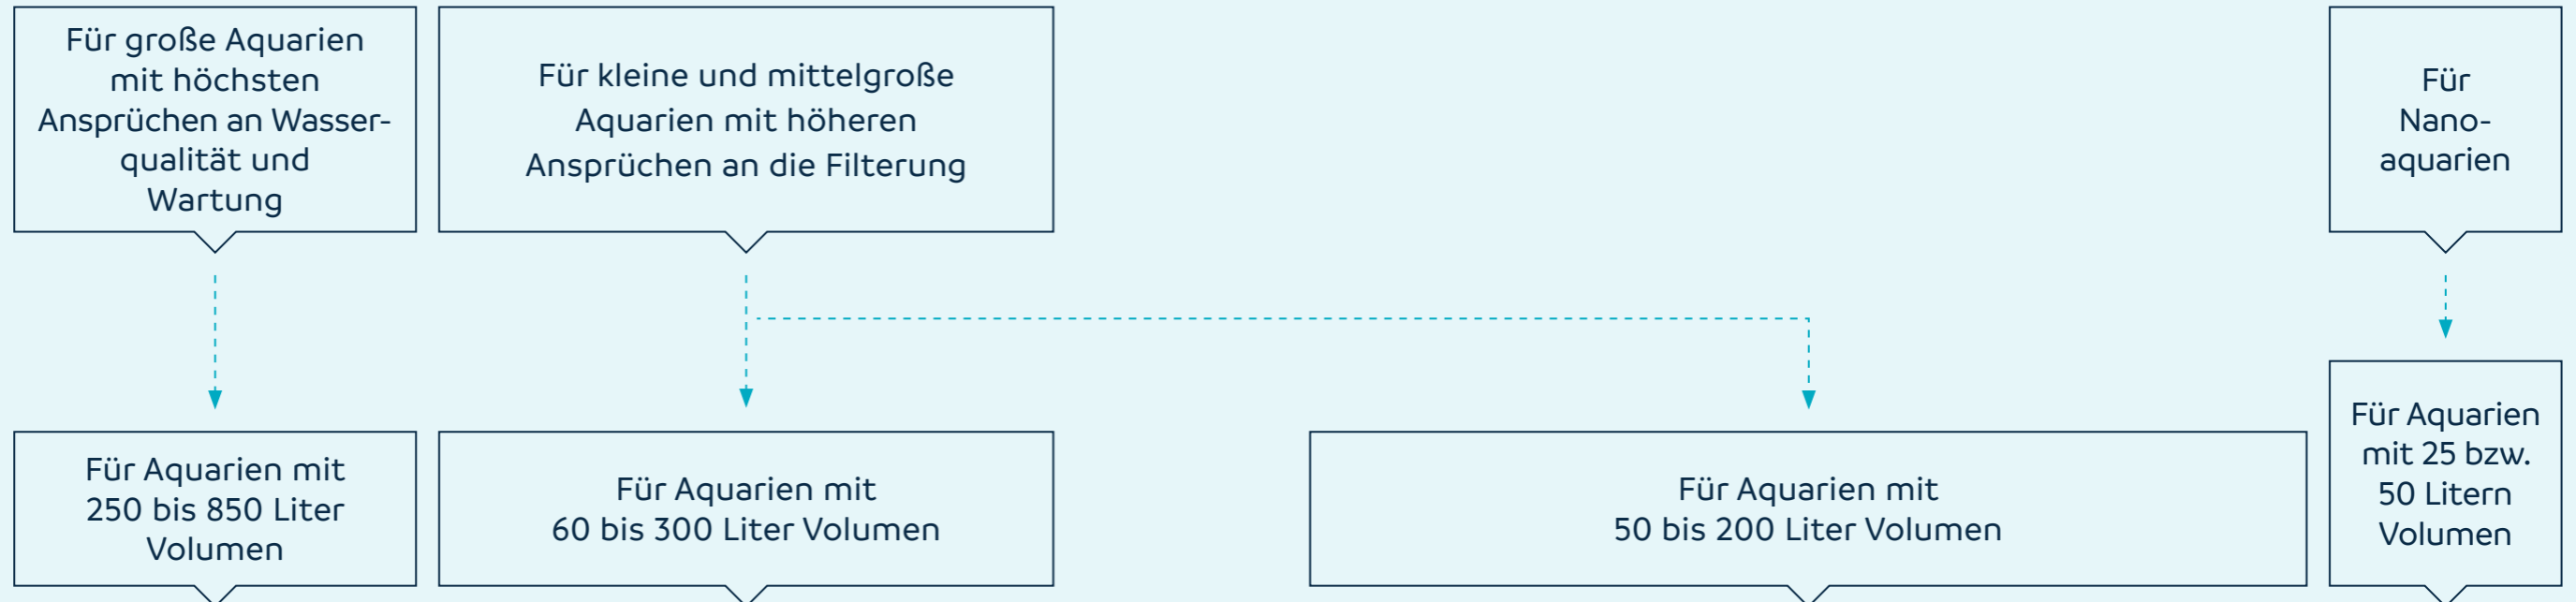 Für große Aquarien
mit höchsten
Ansprüchen an Wasser-
qualität und
Wartung
Für kleine und mittelgroße
Aquarien mit höheren
Ansprüchen an die Filterung
Für
Nano-
aquarien
Für Aquarien mit
250 bis 850 Liter
Volumen
Für Aquarien mit
60 bis 300 Liter Volumen
Für Aquarien mit
50 bis 200 Liter Volumen
Für Aquarien
mit 25 bzw.
50 Litern
Volumen